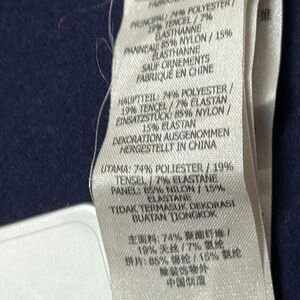 PRINCIPAL: 74% POLYESTER /
19% TENCEL / 7%
ELASTHANNE
PANNEAU: 85% NYLON / 15%
ELASTHANNE
SAUF ORNEMENTS
FABRIQUÉ EN CHINE
HAUPTTEIL: 74% POLYESTER /
19% TENCEL / 7% ELASTAN
EINSATZSTÜCK: 85% NYLON /
15% ELASTAN
DEKORATION AUSGENOMMEN
HERGESTELLT IN CHINA
UTAMA: 74% POLIESTER / 19%
TENSEL / 7% ELASTANE
PANEL: 85% NILON / 15%
ELASTANE
TIDAK TERMASUK DEKORASI
BUATAN TIONGKOK
主面料: 74% 聚酯纤维 /
19% 天丝 / 7% 氨纶
拼片: 85% 锦纶 / 15% 氨纶
除装饰物外
中国制造